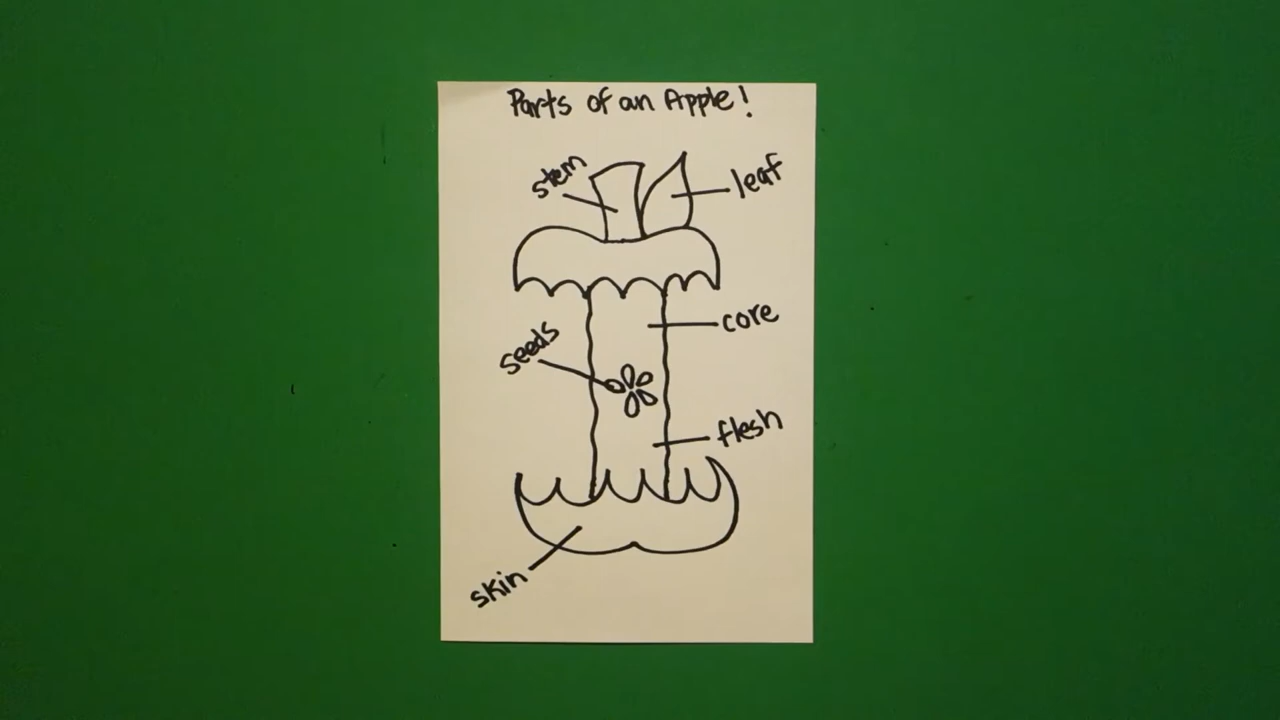 Parts of an Apple!
stem
leaf
core
seeds
flesh
skin